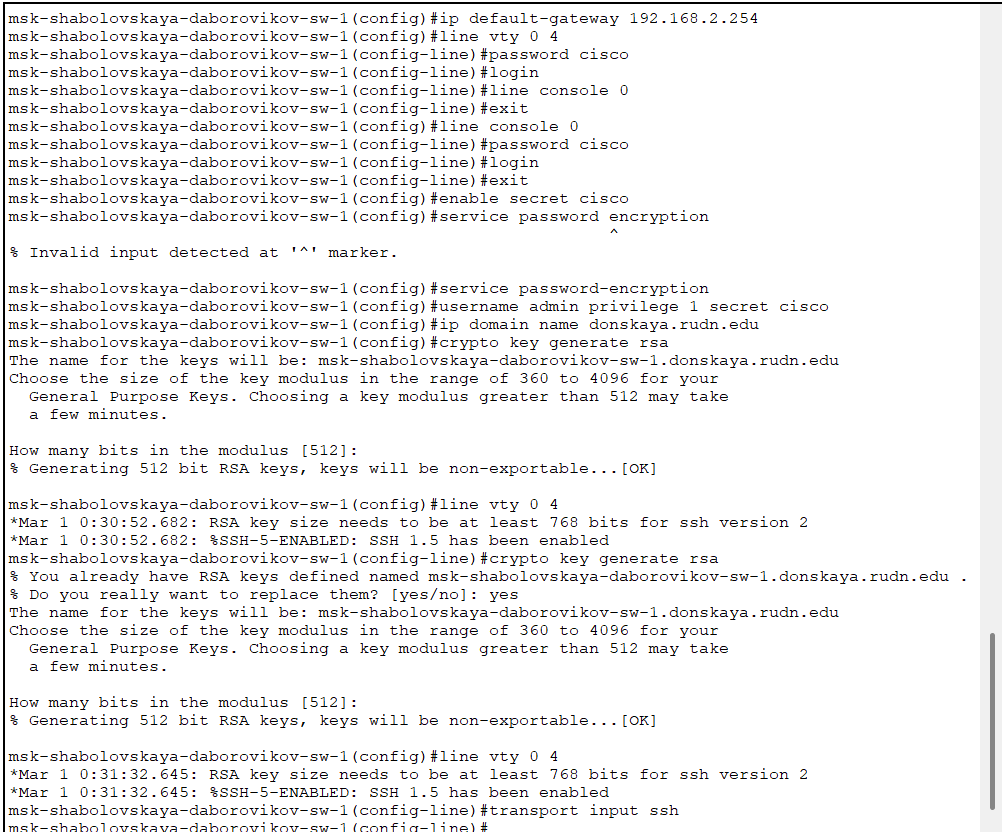 msk-shabolovskaya-daborovikov-sw-1(config)#ip default-gateway 192.168.2.254
msk-shabolovskaya-daborovikov-sw-1(config)#line vty 0 4
msk-shabolovskaya-daborovikov-sw-1(config-line)#password cisco
msk-shabolovskaya-daborovikov-sw-1(config-line)#login
msk-shabolovskaya-daborovikov-sw-1(config-line)#line console 0
msk-shabolovskaya-daborovikov-sw-1(config-line)#exit
msk-shabolovskaya-daborovikov-sw-1(config)#line console 0
msk-shabolovskaya-daborovikov-sw-1(config-line)#password cisco
msk-shabolovskaya-daborovikov-sw-1(config-line)#login
msk-shabolovskaya-daborovikov-sw-1(config-line)#exit
msk-shabolovskaya-daborovikov-sw-1(config)#enable secret cisco
msk-shabolovskaya-daborovikov-sw-1(config)#service password encryption
^
% Invalid input detected at '^' marker.
msk-shabolovskaya-daborovikov-sw-1(config)#service password-encryption
msk-shabolovskaya-daborovikov-sw-1(config)#username admin privilege 1 secret cisco
msk-shabolovskaya-daborovikov-sw-1(config)#ip domain name donskaya.rudn.edu
msk-shabolovskaya-daborovikov-sw-1(config)#crypto key generate rsa
The name for the keys will be: msk-shabolovskaya-daborovikov-sw-1.donskaya.rudn.edu
Choose the size of the key modulus in the range of 360 to 4096 for your
General Purpose Keys. Choosing a key modulus greater than 512 may take
a few minutes.
How many bits in the modulus [512]:
% Generating 512 bit RSA keys, keys will be non-exportable...[OK]
msk-shabolovskaya-daborovikov-sw-1(config)#line vty 0 4
*Mar 1 0:30:52.682: RSA key size needs to be at least 768 bits for ssh version 2
*Mar 1 0:30:52.682: %SSH-5-ENABLED: SSH 1.5 has been enabled
msk-shabolovskaya-daborovikov-sw-1(config-line)#crypto key generate rsa
% You already have RSA keys defined named msk-shabolovskaya-daborovikov-sw-1.donskaya.rudn.edu .
% Do you really want to replace them? [yes/no]: yes
The name for the keys will be: msk-shabolovskaya-daborovikov-sw-1.donskaya.rudn.edu
Choose the size of the key modulus in the range of 360 to 4096 for your
General Purpose Keys. Choosing a key modulus greater than 512 may take
a few minutes.
How many bits in the modulus [512]:
% Generating 512 bit RSA keys, keys will be non-exportable...[OK]
msk-shabolovskaya-daborovikov-sw-1(config)#line vty 0 4
*Mar 1 0:31:32.645: RSA key size needs to be at least 768 bits for ssh version 2
*Mar 1 0:31:32.645: %SSH-5-ENABLED: SSH 1.5 has been enabled
msk-shabolovskaya-daborovikov-sw-1(config-line)#transport input ssh
msk-shabolovskaya-daborovikov-sw-1(config-line)#